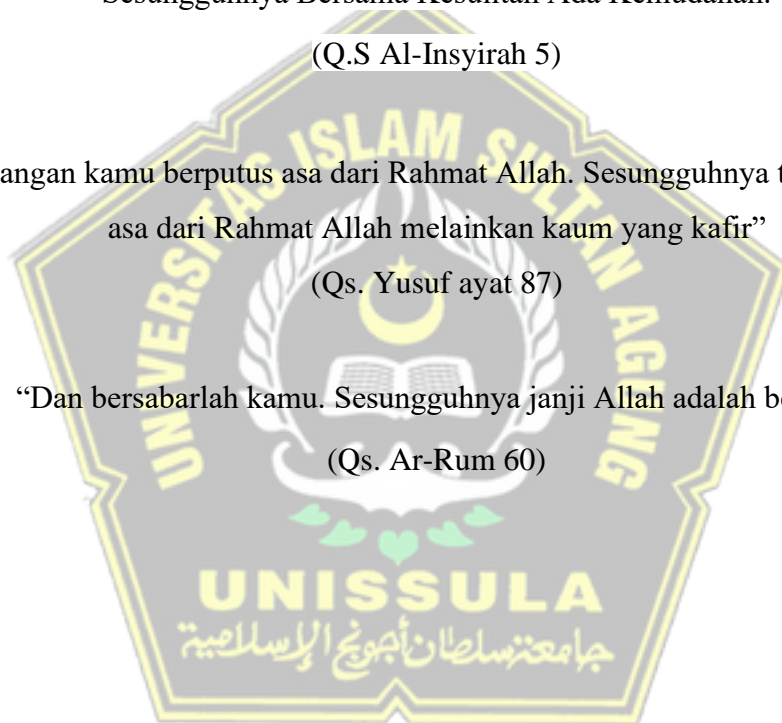 Sesungguhnya Bersama Kesulitan Ada Kemudahan.
(Q.S Al-Insyirah 5)
angan kamu berputus asa dari Rahmat Allah. Sesungguhnya t
asa dari Rahmat Allah melainkan kaum yang kafir”
(Qs. Yusuf ayat 87)
“Dan bersabarlah kamu. Sesungguhnya janji Allah adalah be
(Qs. Ar-Rum 60)
UNIVERSITAS ISLAM SULTAN AGUNG
UNISSULA
جامعة سلطان أجونج الإسلامية